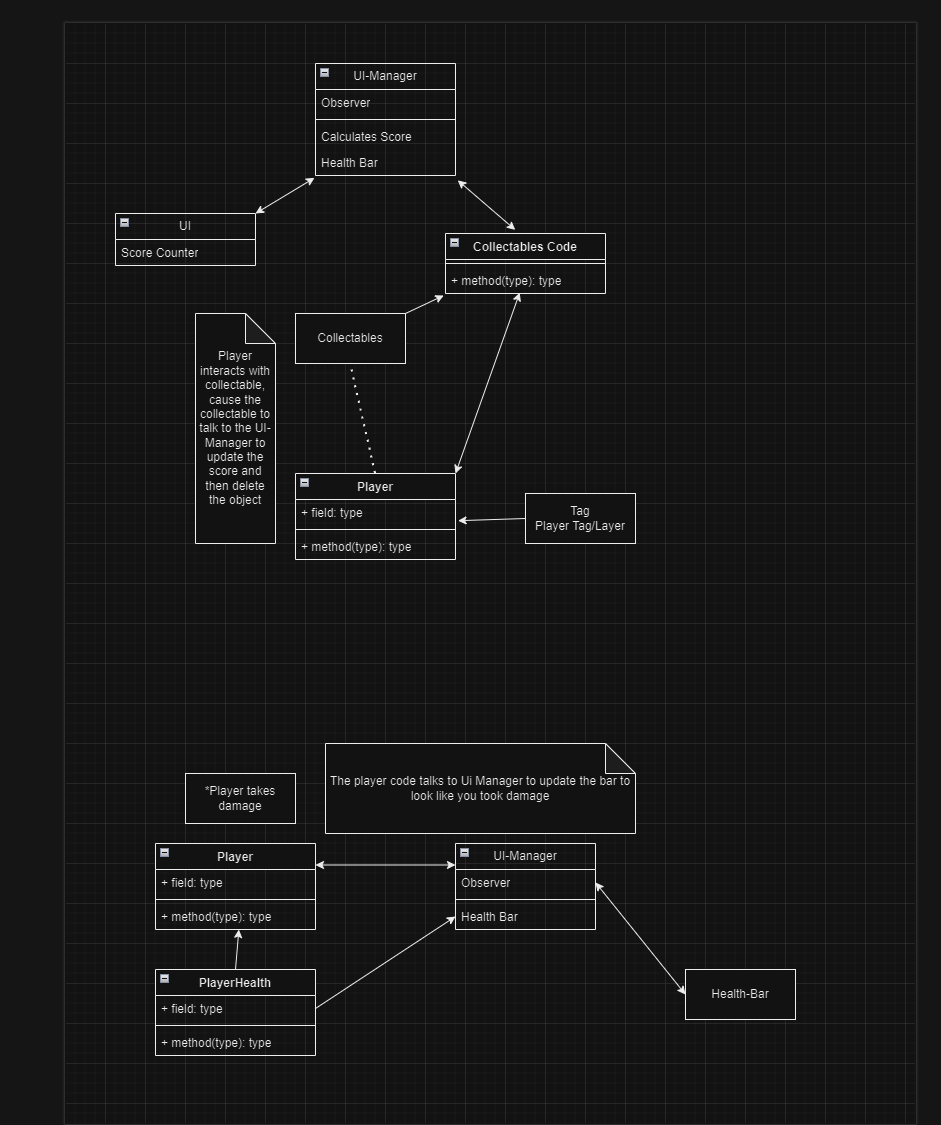 UI-Manager
Observer
Calculates Score
Health Bar
UI
Score Counter
Collectables Code
+ method(type): type
Collectables
Player
interacts with
collectable,
cause the
collectable to
talk to the UI-
Manager to
update the
score and
then delete
the object
Player
+ field: type
+ method(type): type
Tag
Player Tag/Layer
*Player takes
damage
The player code talks to Ui Manager to update the bar to
look like you took damage
Player
+ field: type
+ method(type): type
UI-Manager
Observer
Health Bar
PlayerHealth
+ field: type
+ method(type): type
Health-Bar